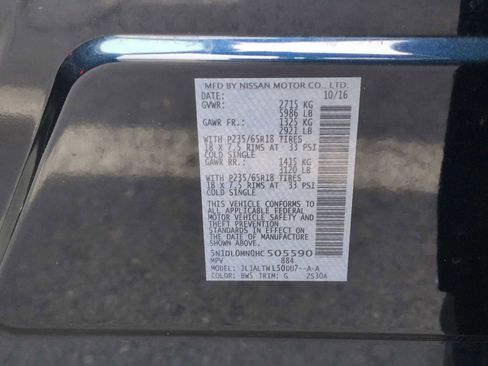 MFD BY NISSAN MOTOR CO., LTD.
DATE: 10/16
GVWR: 2715 KG
5986 LB
GAWR FR.: 1325 KG
2921 LB
WITH P235/65R18 TIRES
18 X 7.5 RIMS AT 33 PSI
COLD SINGLE
GAWR RR.: 1415 KG
3120 LB
WITH P235/65R18 TIRES
18 X 7.5 RIMS AT 33 PSI
COLD SINGLE
THIS VEHICLE CONFORMS TO
ALL APPLICABLE FEDERAL
MOTOR VEHICLE SAFETY AND
THEFT PREVENTION
STANDARDS IN EFFECT ON
THE DATE OF MANUFACTURE
SHOWN ABOVE.
5N1DL0MN0HC505590
MPV 884
MODEL: JLJALTWL50DU7--A-A
COLOR: BW5 TRIM: G 2530A